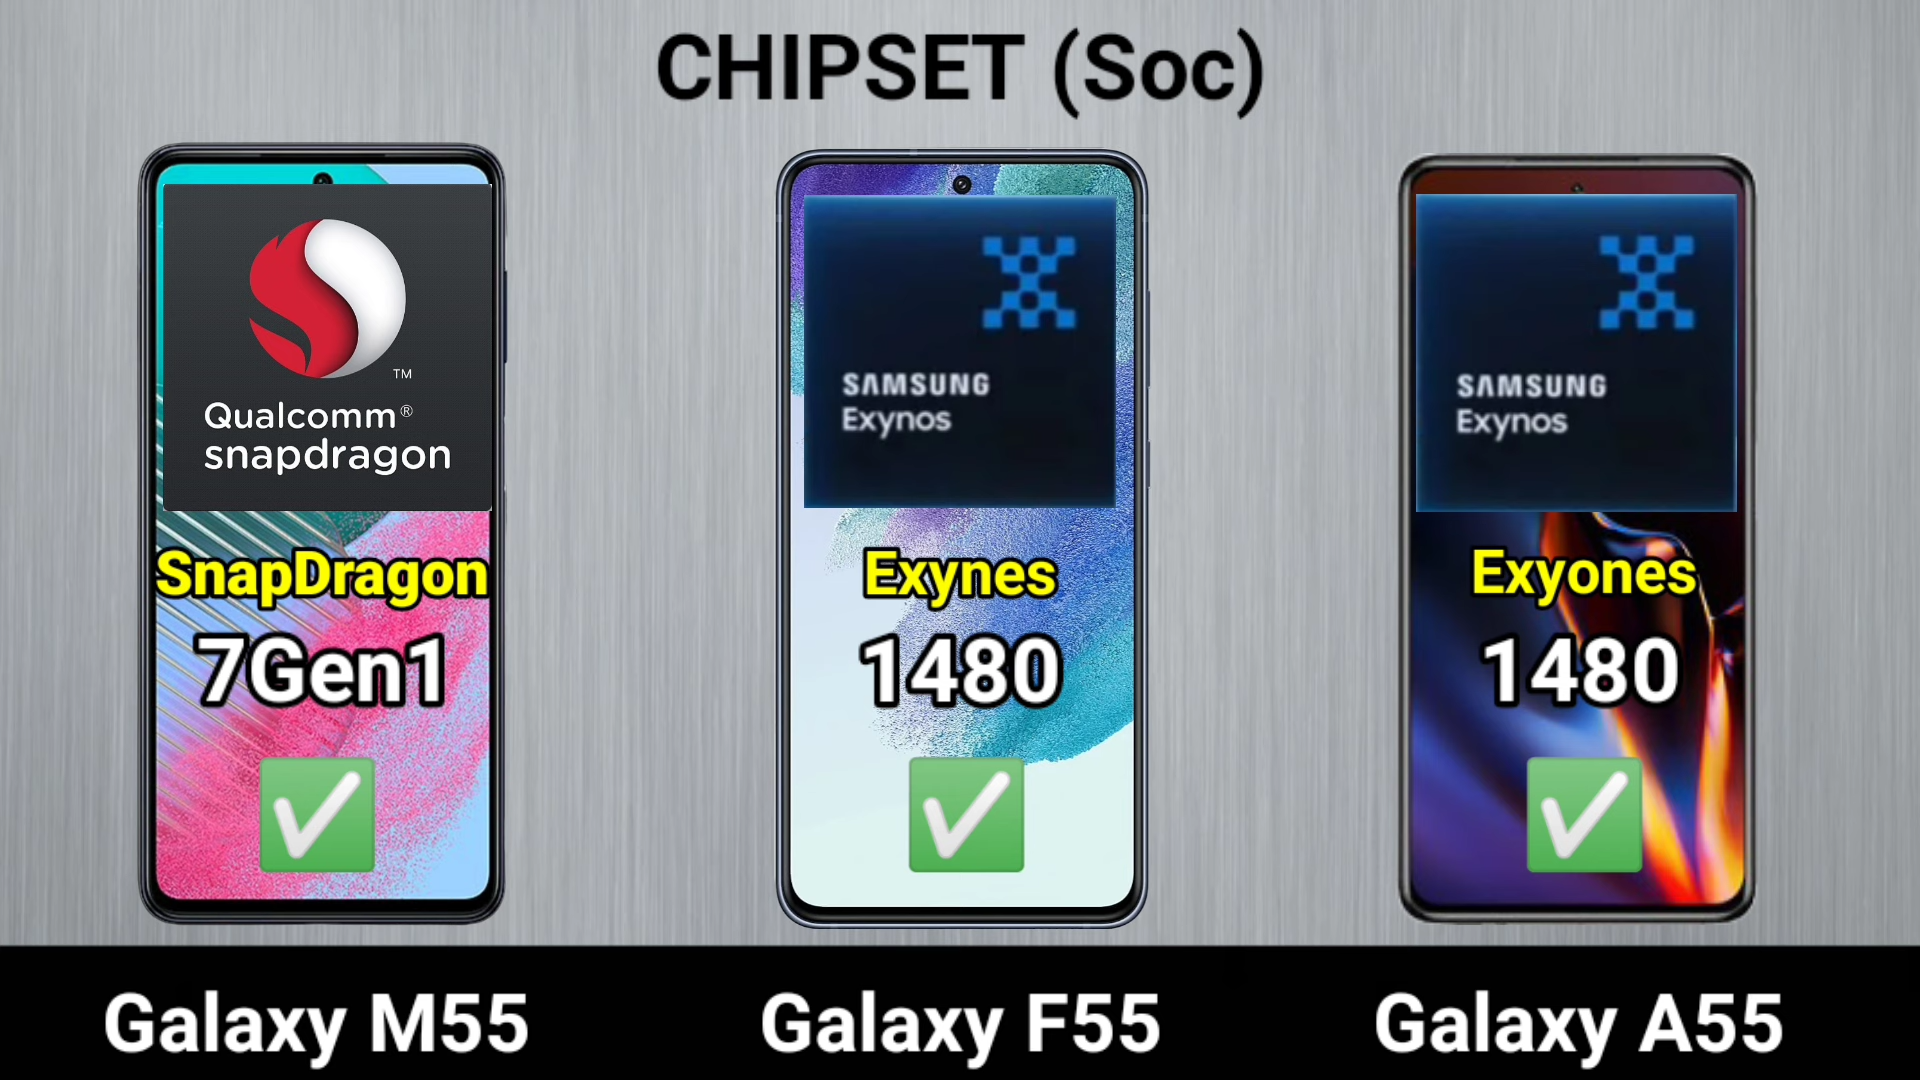 CHIPSET (Soc)
TM
Qualcomm®
snapdragon
SnapDragon
7Gen1
SAMSUNG
Exynos
Exynes
1480
SAMSUNG
Exynos
Exyones
1480
Galaxy M55
Galaxy F55
Galaxy A55